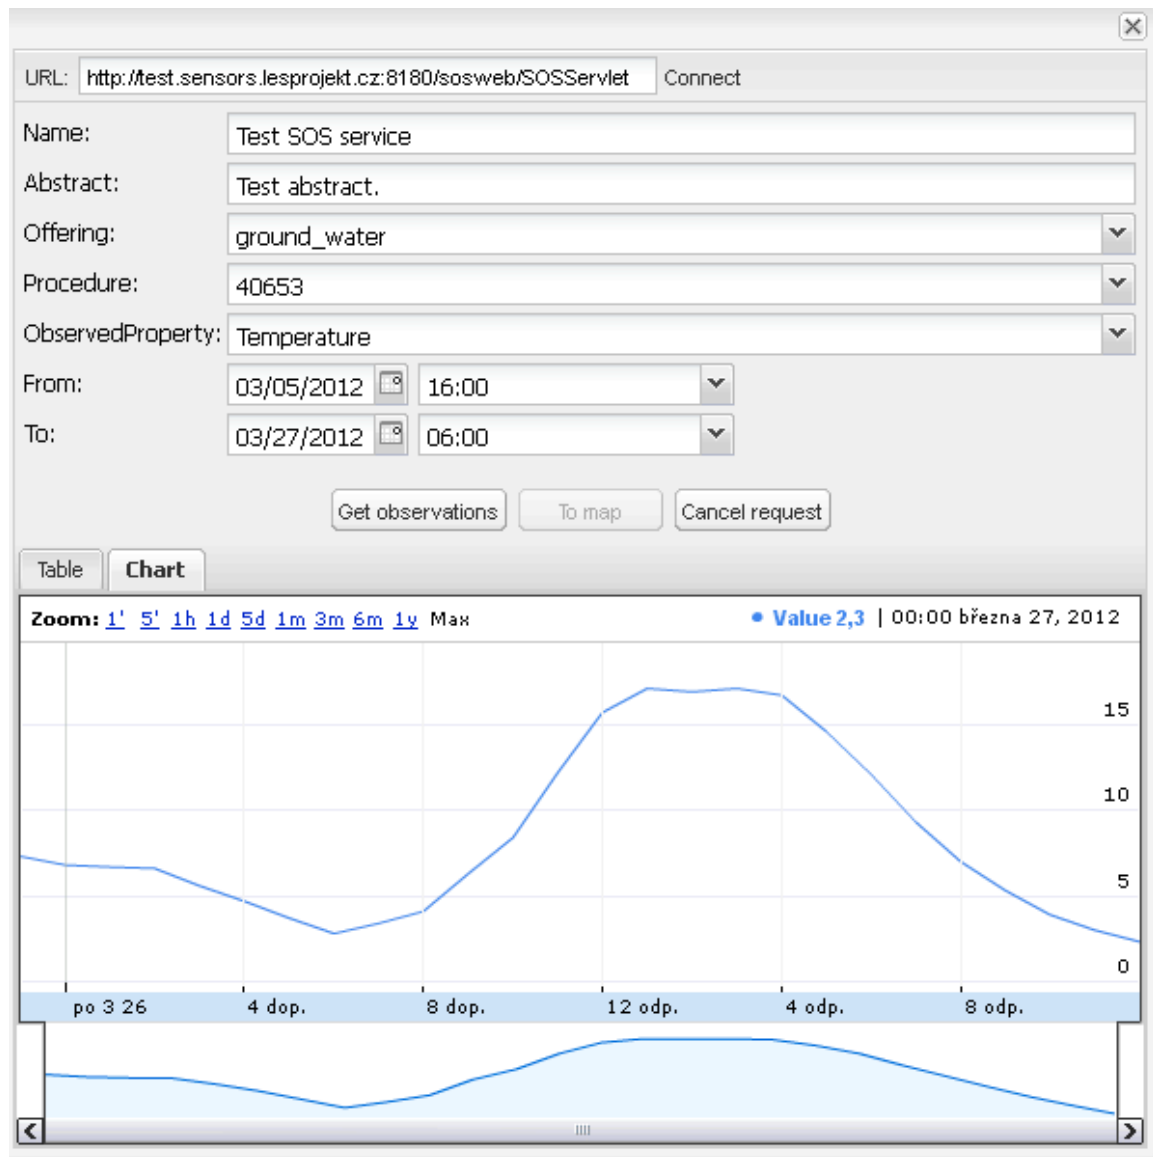 URL: http://test.sensors.lesprojekt.cz:8180/sosweb/SOSServlet Connect
Name: Test SOS service
Abstract: Test abstract.
Offering: ground_water
Procedure: 40653
ObservedProperty: Temperature
From: 03/05/2012 16:00
To: 03/27/2012 06:00
Get observations To map Cancel request
Table Chart
Zoom: 1' 5' 1h 1d 5d 1m 3m 6m 1y Max Value 2,3 | 00:00 března 27, 2012
15
10
5
0
po 3 26 4 dop. 8 dop. 12 odp. 4 odp. 8 odp.